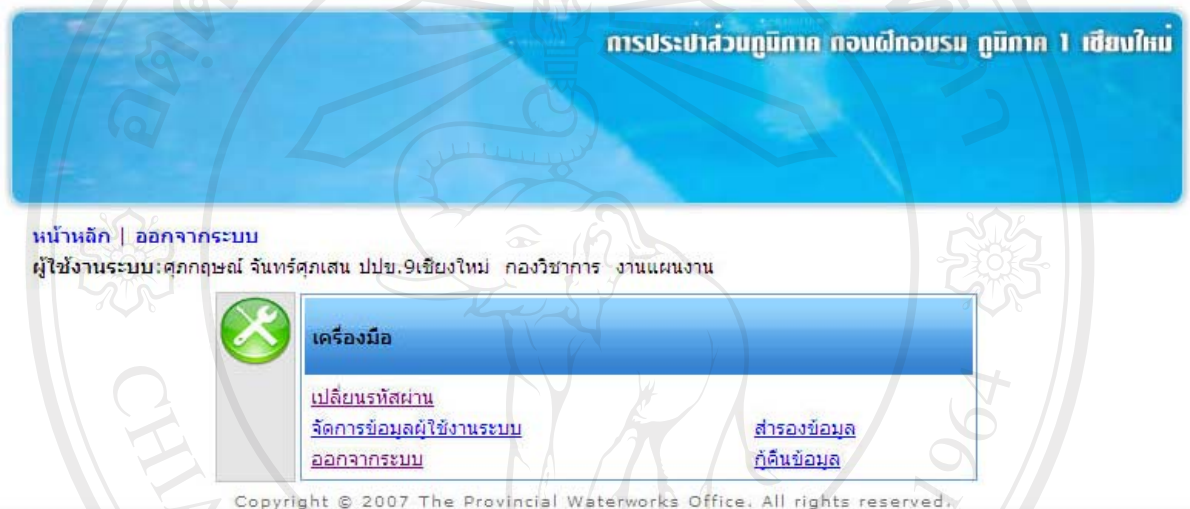 การประปาส่วนภูมิภาค กองฝึกอบรม ภูมิภาค 1 เชียงใหม่
หน้าหลัก | ออกจากระบบ
ผู้ใช้งานระบบ:ศุภกฤษณ์ จันทร์ศุภเสน ปปข.9เชียงใหม่ กองวิชาการ งานแผนงาน
เครื่องมือ
เปลี่ยนรหัสผ่าน
จัดการข้อมูลผู้ใช้งานระบบ สำรองข้อมูล
ออกจากระบบ กู้คืนข้อมูล
Copyright © 2007 The Provincial Waterworks Office. All rights reserved.
1964